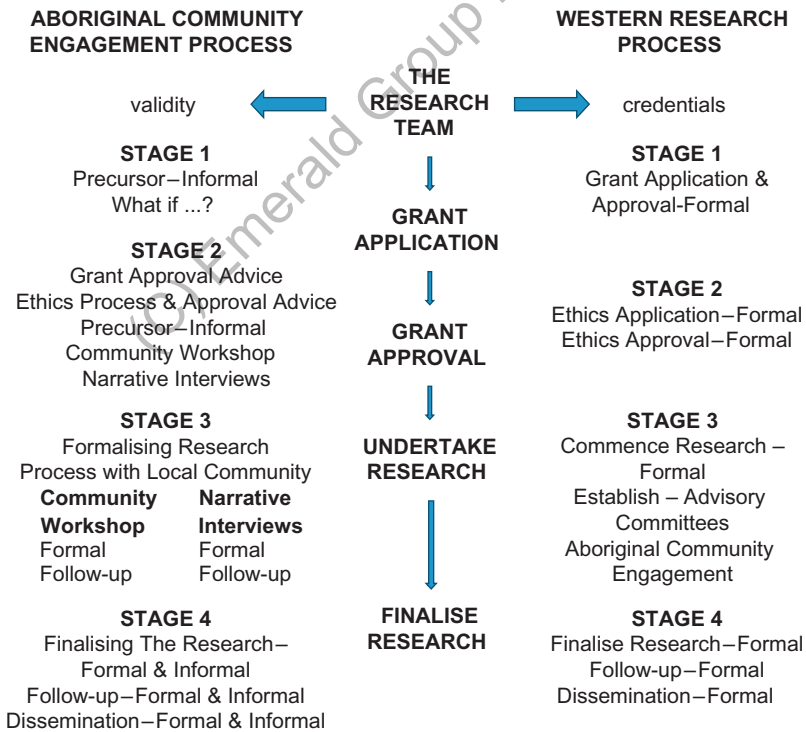 ABORIGINAL COMMUNITY
ENGAGEMENT PROCESS
validity
STAGE 1
Precursor–Informal
What if ...?
STAGE 2
Grant Approval Advice
Ethics Process & Approval Advice
Precursor–Informal
Community Workshop
Narrative Interviews
STAGE 3
Formalising Research
Process with Local Community
Community Narrative
Workshop Interviews
Formal Formal
Follow-up Follow-up
STAGE 4
Finalising The Research–
Formal & Informal
Follow-up–Formal & Informal
Dissemination–Formal & Informal
THE
RESEARCH
TEAM
GRANT
APPLICATION
GRANT
APPROVAL
UNDERTAKE
RESEARCH
FINALISE
RESEARCH
WESTERN RESEARCH
PROCESS
credentials
STAGE 1
Grant Application &
Approval-Formal
STAGE 2
Ethics Application–Formal
Ethics Approval–Formal
STAGE 3
Commence Research –
Formal
Establish – Advisory
Committees
Aboriginal Community
Engagement
STAGE 4
Finalise Research–Formal
Follow-up–Formal
Dissemination–Formal
(C) Emerald Group